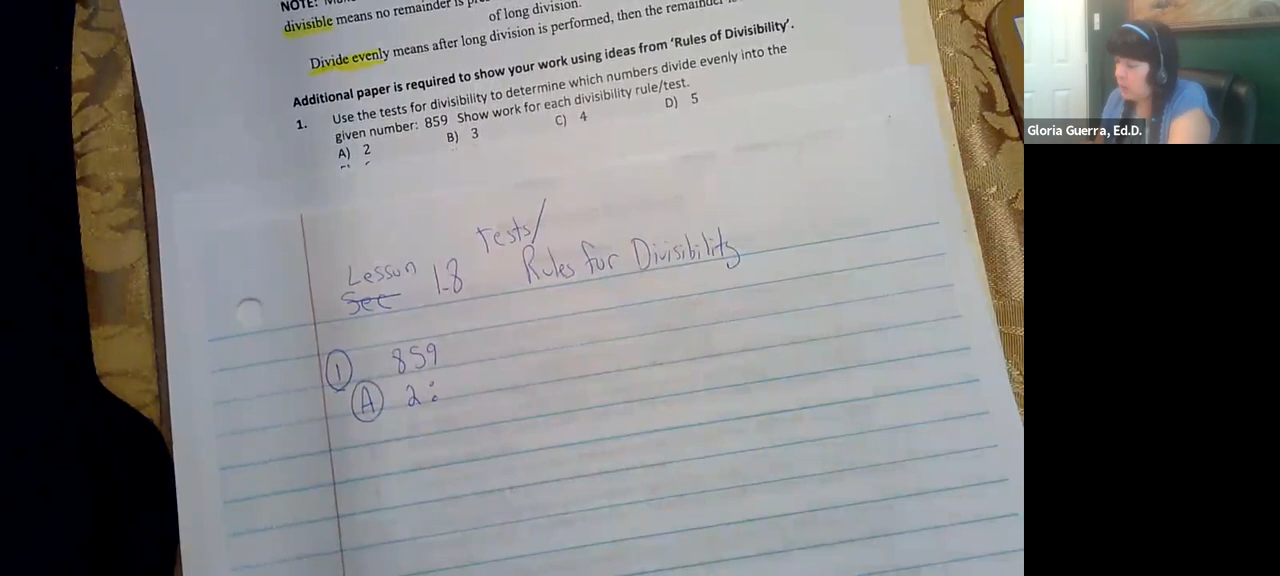 NOTE:
divisible means no remainder is
of long division.
Divide evenly means after long division is performed, then the remainder
Additional paper is required to show your work using ideas from 'Rules of Divisibility'.
1. Use the tests for divisibility to determine which numbers divide evenly into the
given number: 859 Show work for each divisibility rule/test.
A) 2 B) 3 C) 4 D) 5
Tests/
Lesson
See 1-8 Rules for Divisibility
1 859
A 2:
Gloria Guerra, Ed.D.